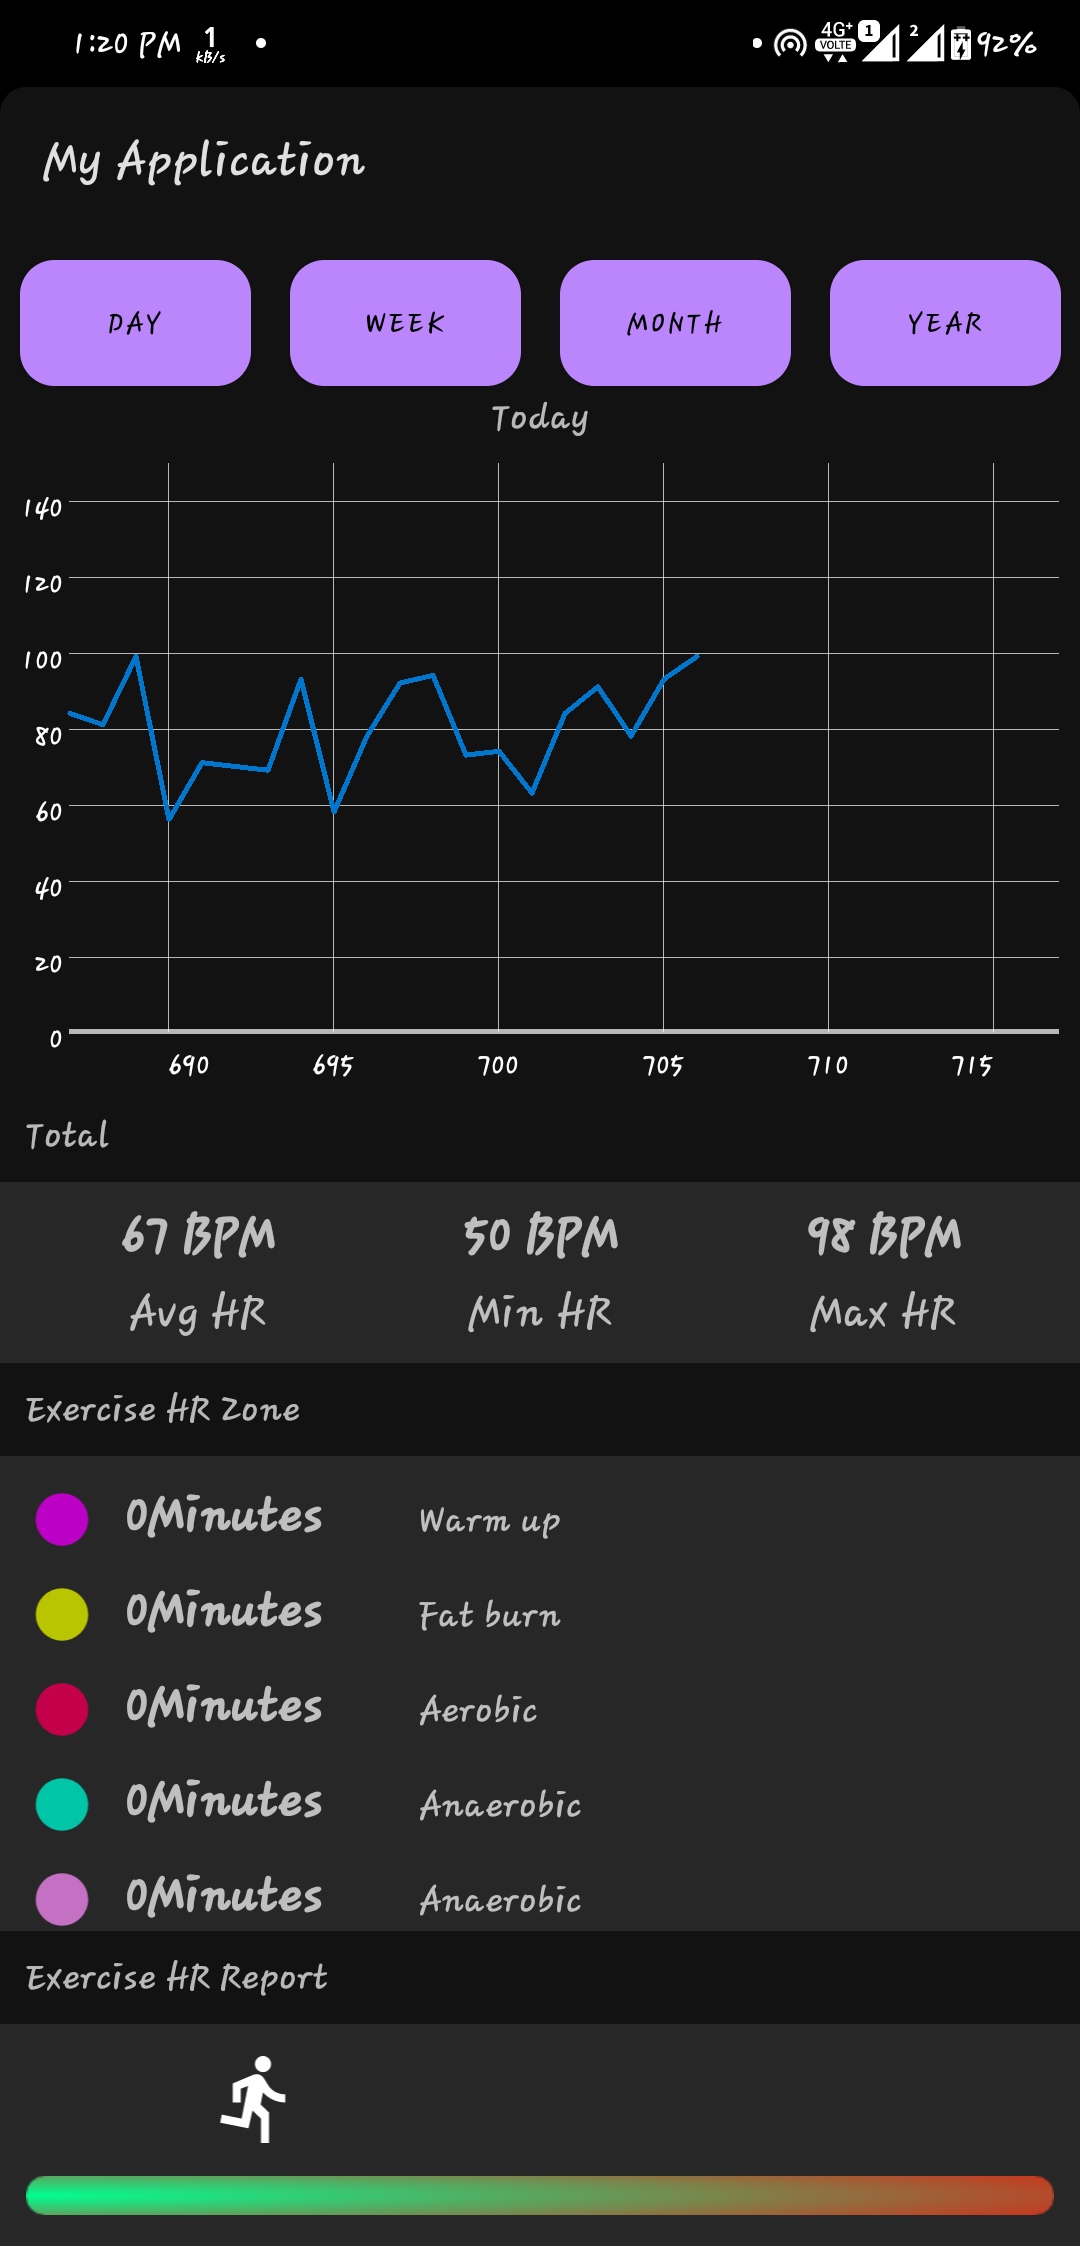 1:20 PM 1 kB/s 4G+ VOLTE 1 2 92%
My Application
DAY WEEK MONTH YEAR
Today
140
120
100
80
60
40
20
0
690 695 700 705 710 715
Total
67 BPM 50 BPM 98 BPM
Avg HR Min HR Max HR
Exercise HR Zone
0Minutes Warm up
0Minutes Fat burn
0Minutes Aerobic
0Minutes Anaerobic
0Minutes Anaerobic
Exercise HR Report